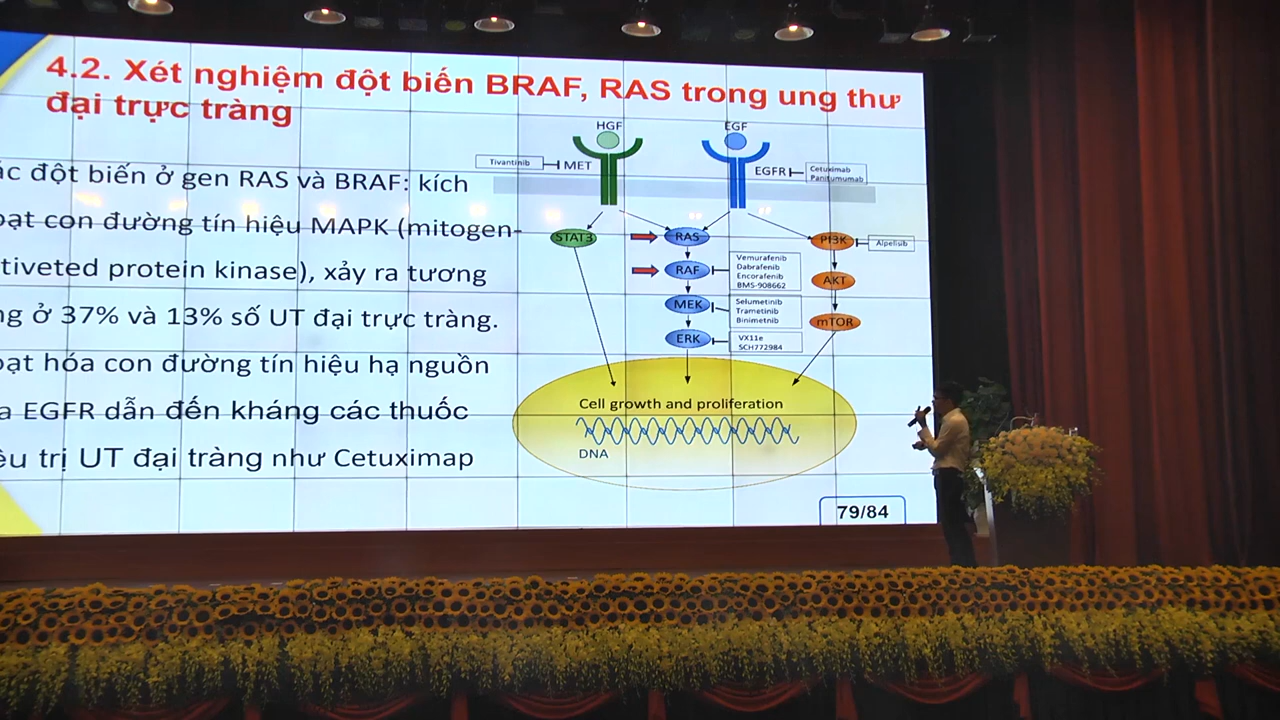 4.2. Xét nghiệm đột biến BRAF, RAS trong ung thư
đại trực tràng
ác đột biến ở gen RAS và BRAF: kích
oạt con đường tín hiệu MAPK (mitogen-
tiveted protein kinase), xảy ra tương
ng ở 37% và 13% số UT đại trực tràng.
oạt hóa con đường tín hiệu hạ nguồn
a EGFR dẫn đến kháng các thuốc
ều trị UT đại tràng như Cetuximap
HGF
EGF
Tivantinib
MET
EGFR
Cetuximab
Panitumumab
STAT3
RAS
PI3K
Alpelisib
RAF
Vemurafenib
Dabrafenib
Encorafenib
BMS-908662
AKT
MEK
Selumetinib
Trametinib
Binimetnib
mTOR
ERK
VX11e
SCH772984
Cell growth and proliferation
DNA
79/84